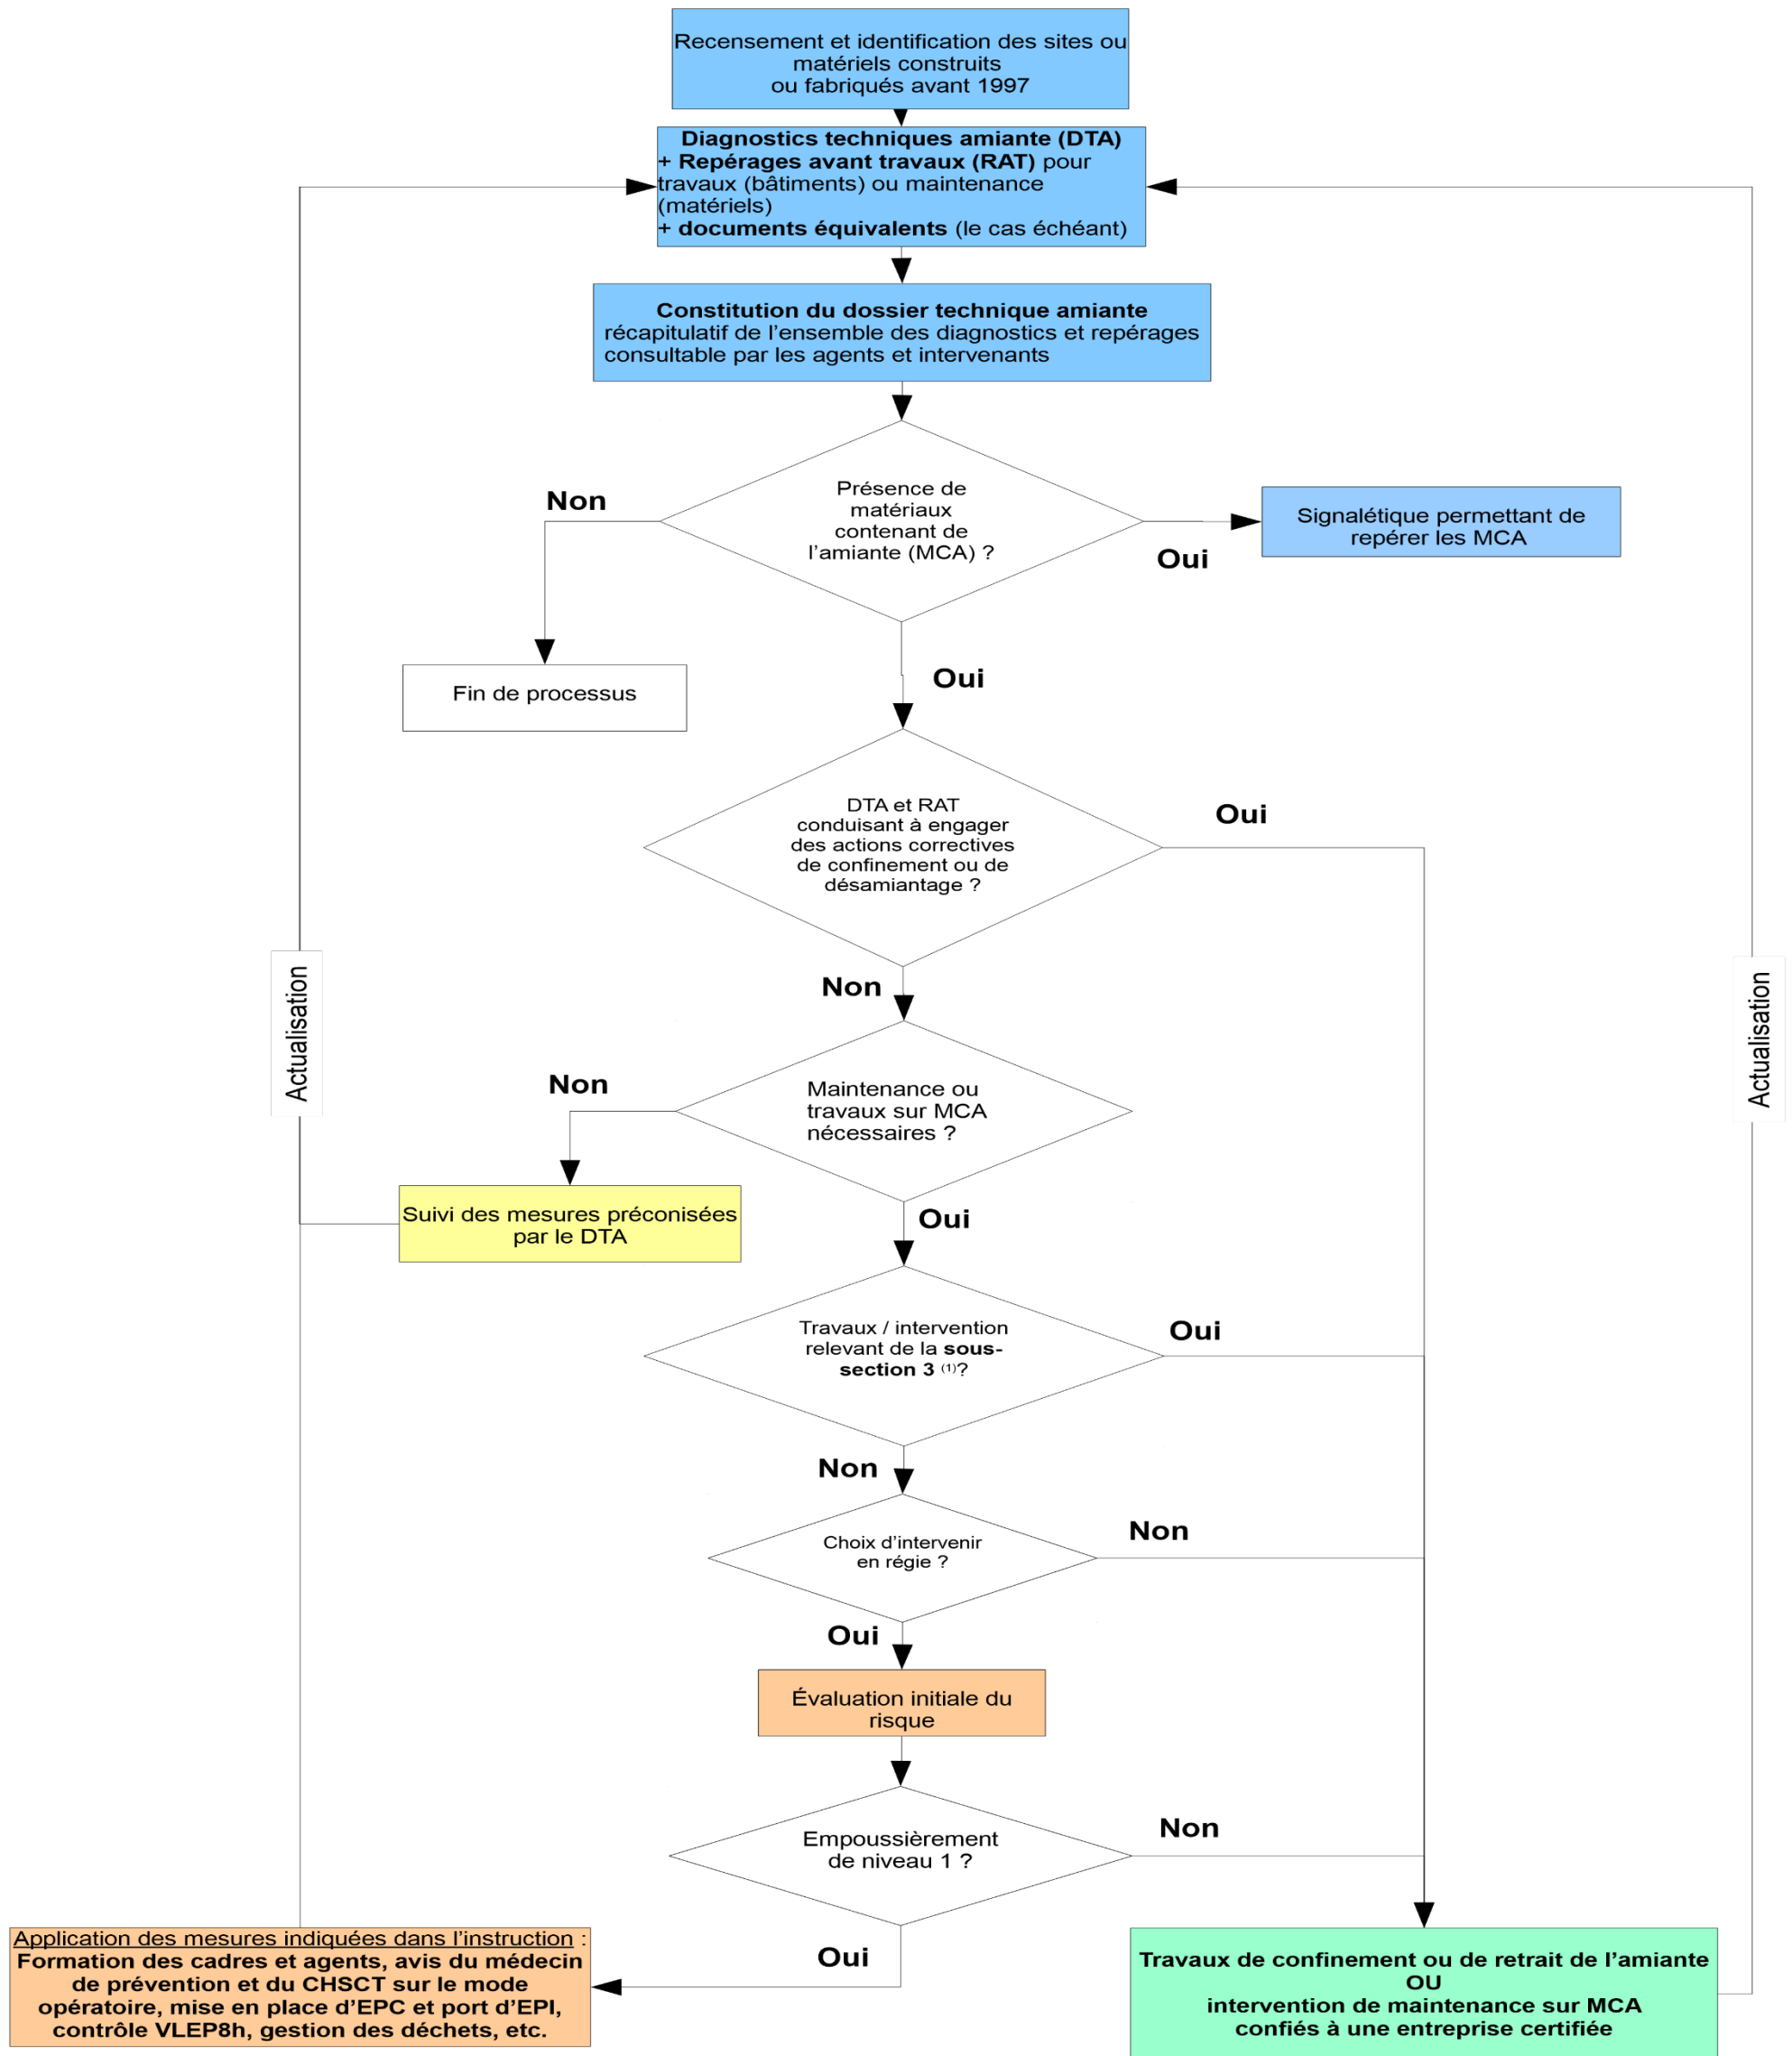 Recensement et identification des sites ou
matériels construits
ou fabriqués avant 1997
Diagnostics techniques amiante (DTA)
+ Repérages avant travaux (RAT) pour
travaux (bâtiments) ou maintenance
(matériels)
+ documents équivalents (le cas échéant)
Constitution du dossier technique amiante
récapitulatif de l’ensemble des diagnostics et repérages
consultable par les agents et intervenants
Présence de
matériaux
contenant de
l’amiante (MCA) ?
Non
Oui
Signalétique permettant de
repérer les MCA
Fin de processus
Oui
DTA et RAT
conduisant à engager
des actions correctives
de confinement ou de
désamiantage ?
Oui
Non
Actualisation
Actualisation
Maintenance ou
travaux sur MCA
nécessaires ?
Non
Suivi des mesures préconisées
par le DTA
Oui
Travaux / intervention
relevant de la sous-
section 3 (1)?
Oui
Non
Choix d’intervenir
en régie ?
Non
Oui
Évaluation initiale du
risque
Empoussièrement
de niveau 1 ?
Non
Oui
Application des mesures indiquées dans l’instruction :
Formation des cadres et agents, avis du médecin
de prévention et du CHSCT sur le mode
opératoire, mise en place d’EPC et port d’EPI,
contrôle VLEP8h, gestion des déchets, etc.
Travaux de confinement ou de retrait de l’amiante
OU
intervention de maintenance sur MCA
confiés à une entreprise certifiée